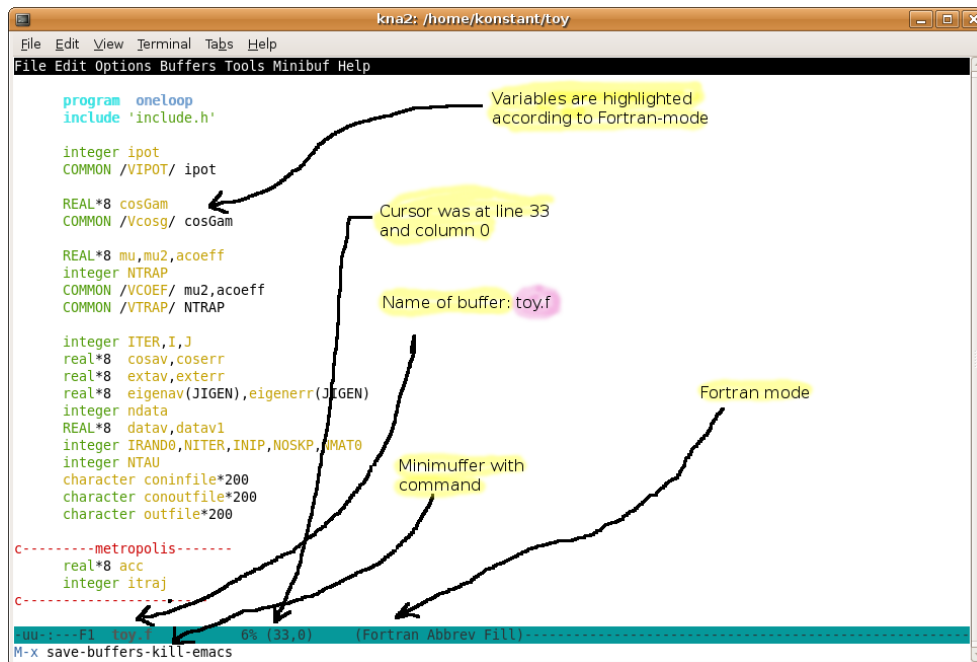 kna2: /home/konstant/toy
File Edit View Terminal Tabs Help
File Edit Options Buffers Tools Minibuf Help
program oneloop
include 'include.h'
Variables are highlighted
according to Fortran-mode
integer ipot
COMMON /VIPOT/ ipot
REAL*8 cosGam
COMMON /Vcosg/ cosGam
Cursor was at line 33
and column 0
REAL*8 mu,mu2,acoeff
integer NTRAP
COMMON /VCOEF/ mu2,acoeff
COMMON /VTRAP/ NTRAP
Name of buffer: toy.f
integer ITER,I,J
real*8 cosav,coserr
real*8 extav,exterr
real*8 eigenav(JIGEN),eigenerr(JIGEN)
integer ndata
REAL*8 datav,datav1
integer IRAND0,NITER,INIP,NOSKP,NMAT0
integer NTAU
character coninfile*200
character conoutfile*200
character outfile*200
Fortran mode
Minimuffer with
command
c---------metropolis-------
real*8 acc
integer itraj
c--------------------------
-uu-:---F1 toy.f 6% (33,0) (Fortran Abbrev Fill)------------------------------
M-x save-buffers-kill-emacs